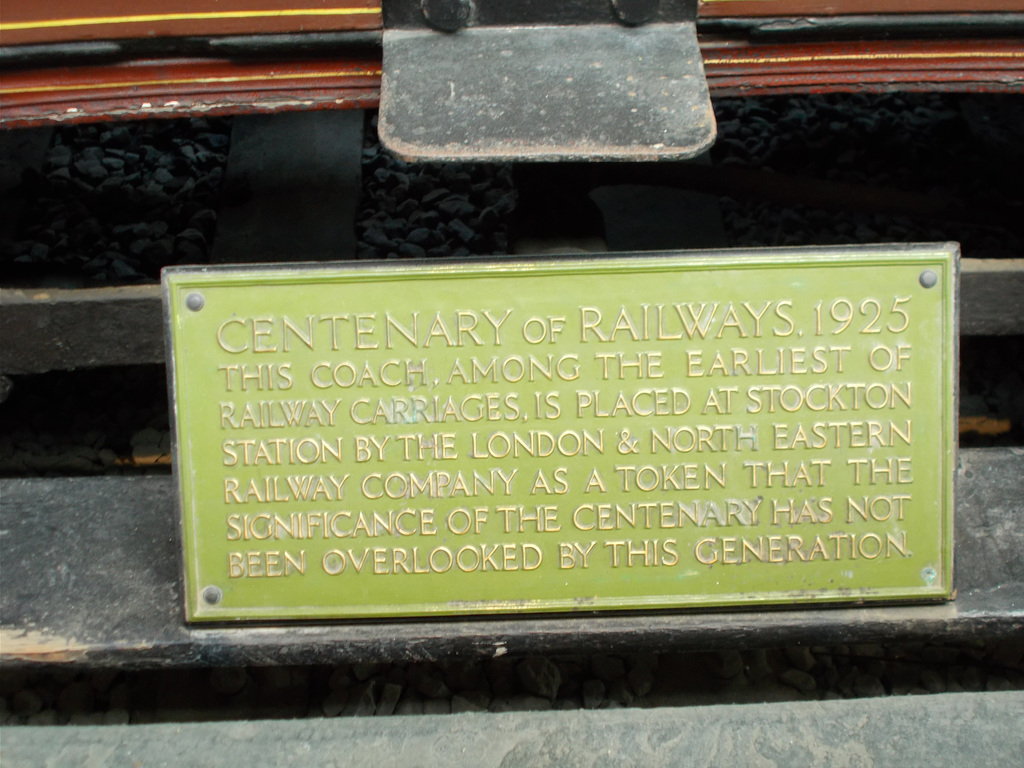 CENTENARY OF RAILWAYS. 1925
THIS COACH, AMONG THE EARLIEST OF
RAILWAY CARRIAGES, IS PLACED AT STOCKTON
STATION BY THE LONDON & NORTH EASTERN
RAILWAY COMPANY AS A TOKEN THAT THE
SIGNIFICANCE OF THE CENTENARY HAS NOT
BEEN OVERLOOKED BY THIS GENERATION.